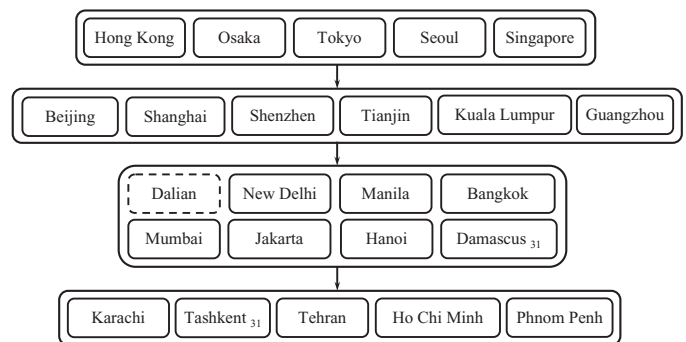 Hong Kong Osaka Tokyo Seoul Singapore
Beijing Shanghai Shenzhen Tianjin Kuala Lumpur Guangzhou
Dalian New Delhi Manila Bangkok
Mumbai Jakarta Hanoi Damascus 31
Karachi Tashkent 31 Tehran Ho Chi Minh Phnom Penh